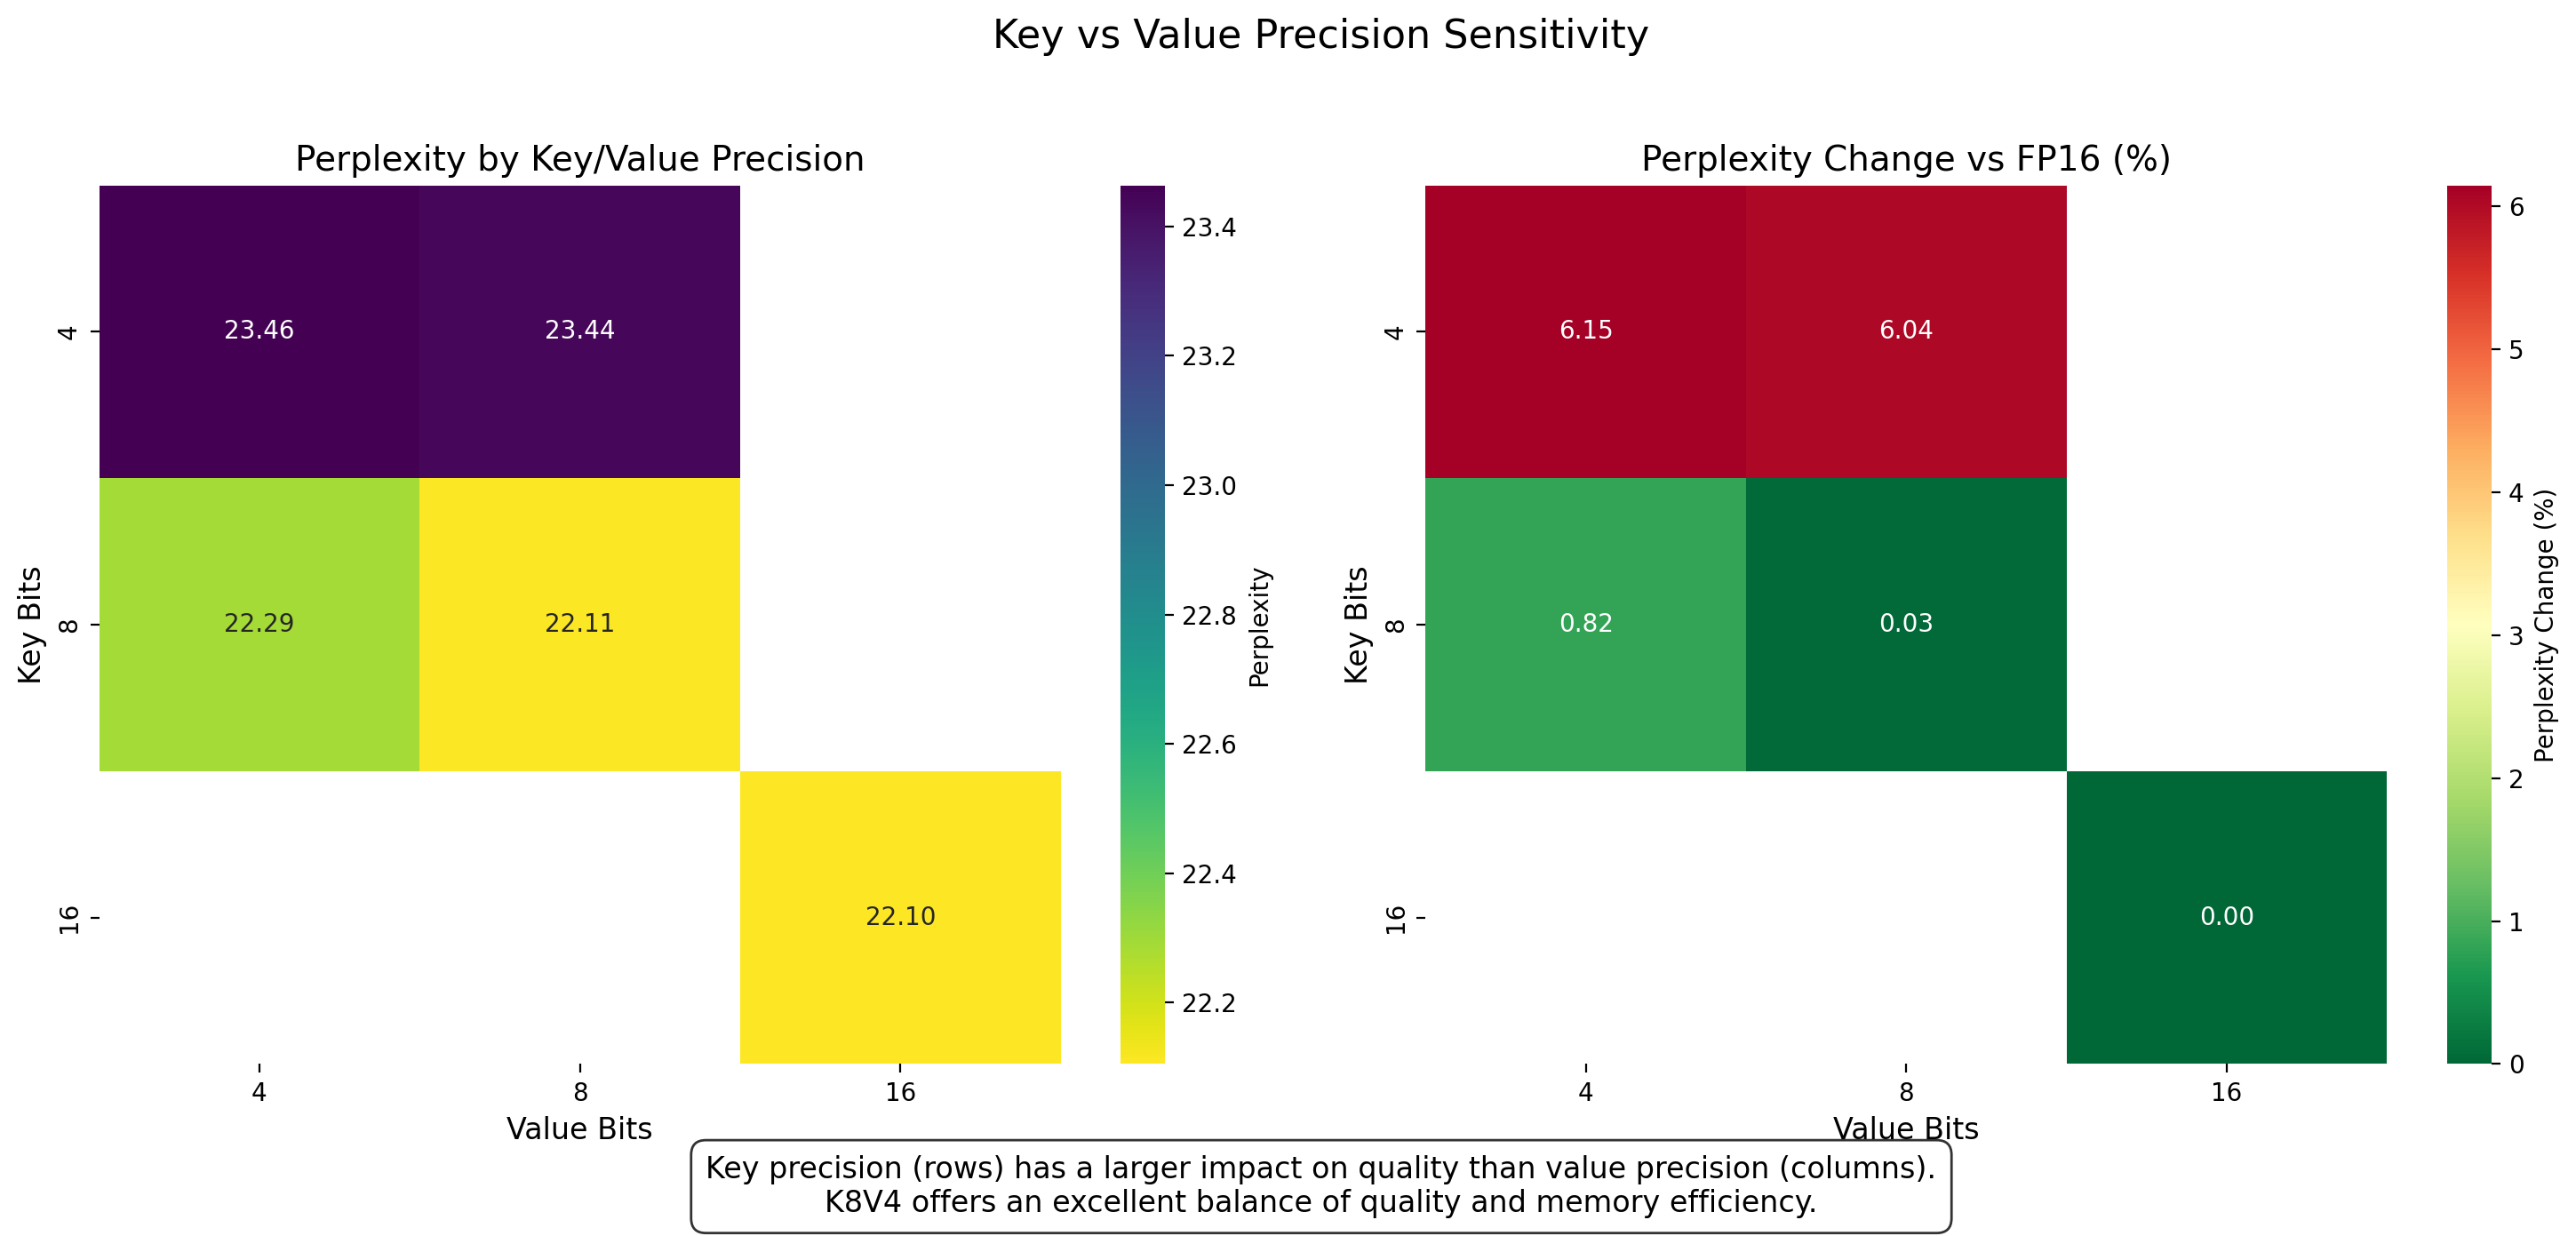 Key vs Value Precision Sensitivity
Perplexity by Key/Value Precision
23.46 23.44
22.29 22.11
22.10
4
8
16
Key Bits
4 8 16
Value Bits
23.4
23.2
23.0
22.8
22.6
22.4
22.2
Perplexity
Perplexity Change vs FP16 (%)
6.15 6.04
0.82 0.03
0.00
4
8
16
Key Bits
4 8 16
Value Bits
6
5
4
3
2
1
0
Perplexity Change (%)
Key precision (rows) has a larger impact on quality than value precision (columns).
K8V4 offers an excellent balance of quality and memory efficiency.